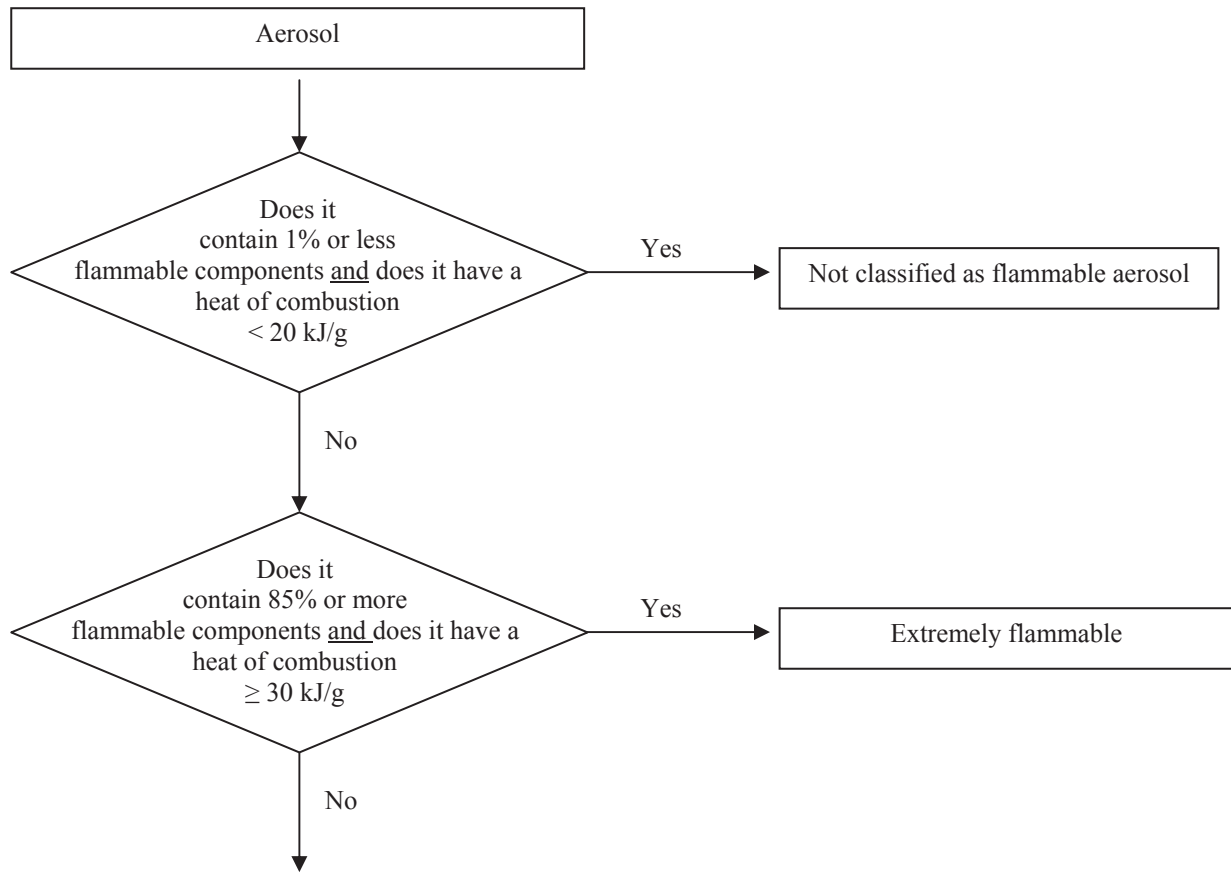 Aerosol
Does it
contain 1% or less
flammable components and does it have a
heat of combustion
< 20 kJ/g
Yes
Not classified as flammable aerosol
No
Does it
contain 85% or more
flammable components and does it have a
heat of combustion
≥ 30 kJ/g
Yes
Extremely flammable
No